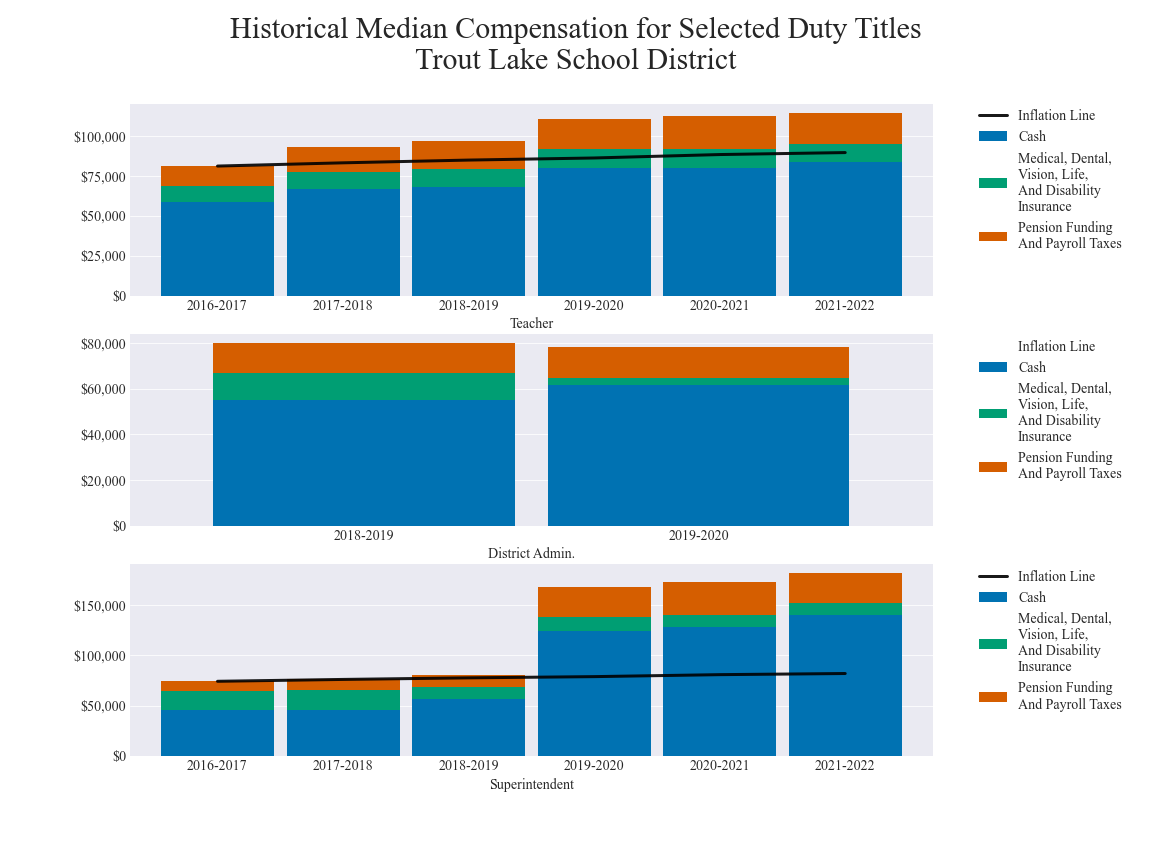 Historical Median Compensation for Selected Duty Titles
Trout Lake School District
$100,000
$75,000
$50,000
$25,000
$0
2016-2017 2017-2018 2018-2019 2019-2020 2020-2021 2021-2022
Teacher
Inflation Line
Cash
Medical, Dental,
Vision, Life,
And Disability
Insurance
Pension Funding
And Payroll Taxes
$80,000
$60,000
$40,000
$20,000
$0
2018-2019 2019-2020
District Admin.
Inflation Line
Cash
Medical, Dental,
Vision, Life,
And Disability
Insurance
Pension Funding
And Payroll Taxes
$150,000
$100,000
$50,000
$0
2016-2017 2017-2018 2018-2019 2019-2020 2020-2021 2021-2022
Superintendent
Inflation Line
Cash
Medical, Dental,
Vision, Life,
And Disability
Insurance
Pension Funding
And Payroll Taxes